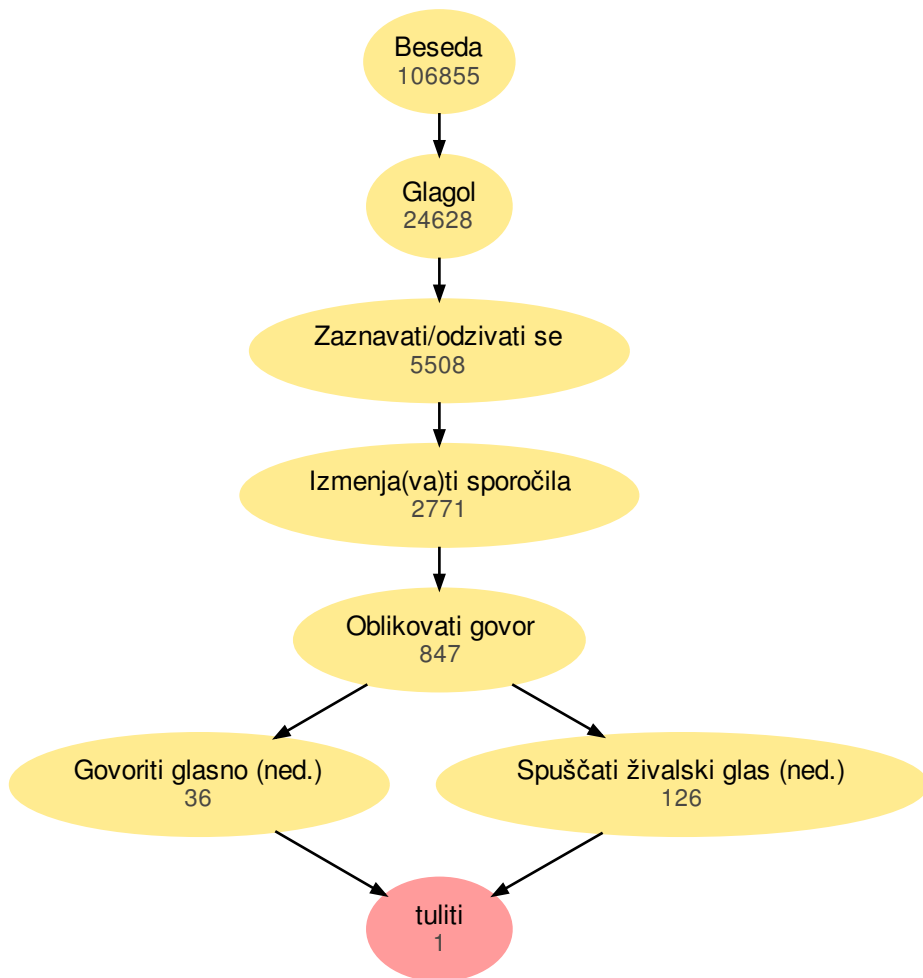 Beseda
106855
Glagol
24628
Zaznavati/odzivati se
5508
Izmenja(va)ti sporočila
2771
Oblikovati govor
847
Govoriti glasno (ned.)
36
Spuščati živalski glas (ned.)
126
tuliti
1